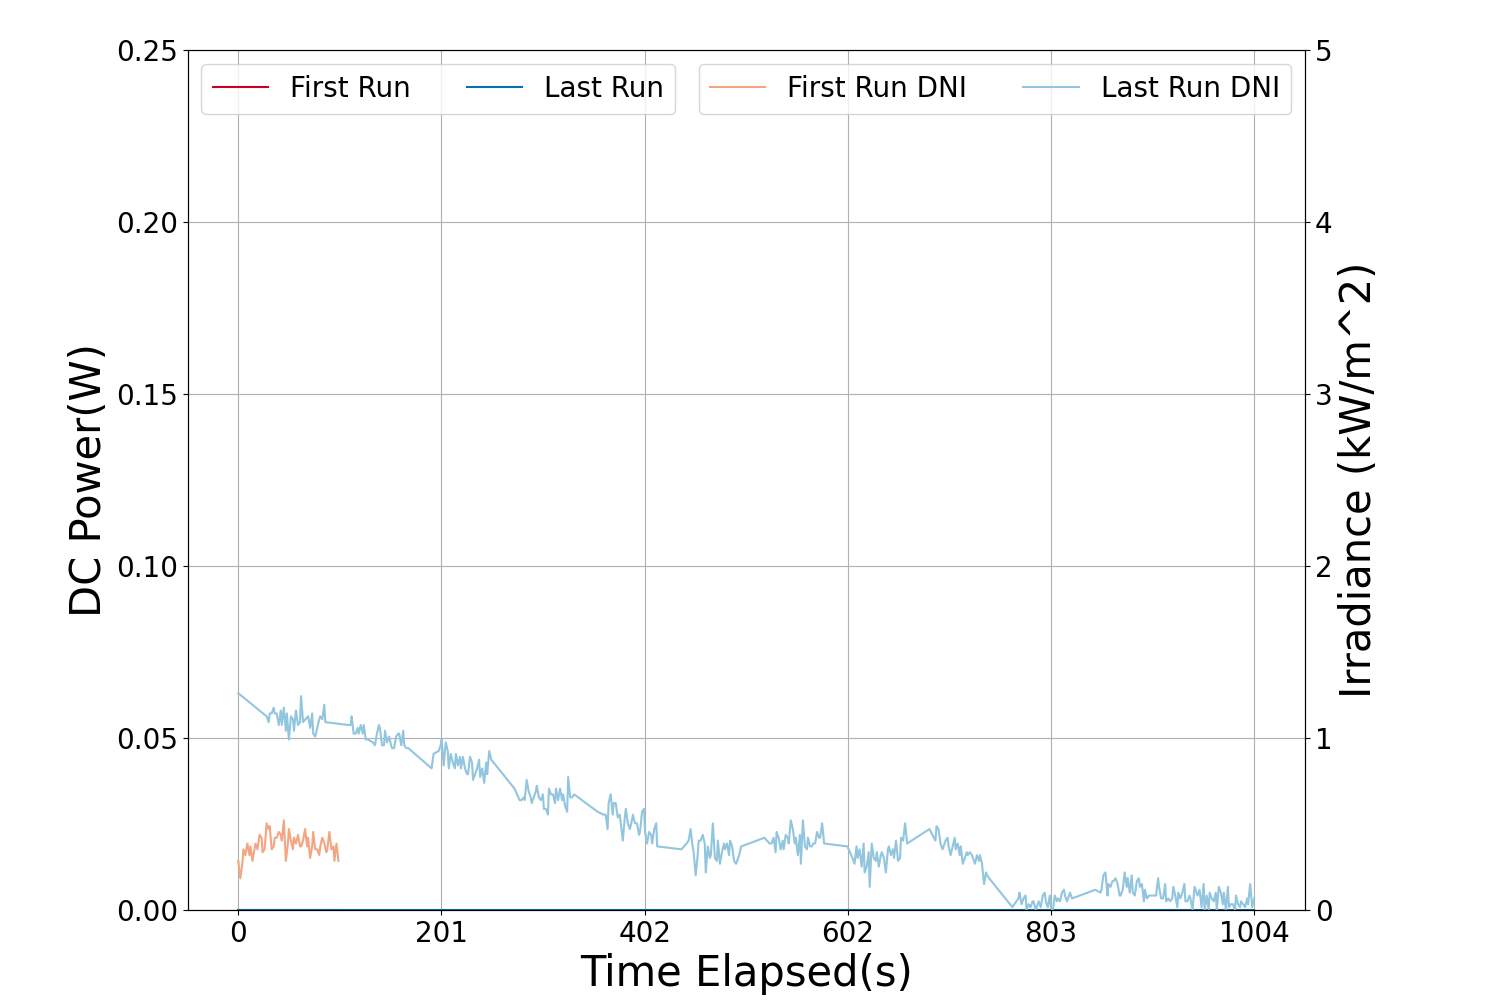 First Run Last Run First Run DNI Last Run DNI
0.25
0.20
0.15
0.10
0.05
0.00
DC Power(W)
5
4
3
2
1
0
Irradiance (kW/m^2)
0 201 402 602 803 1004
Time Elapsed(s)